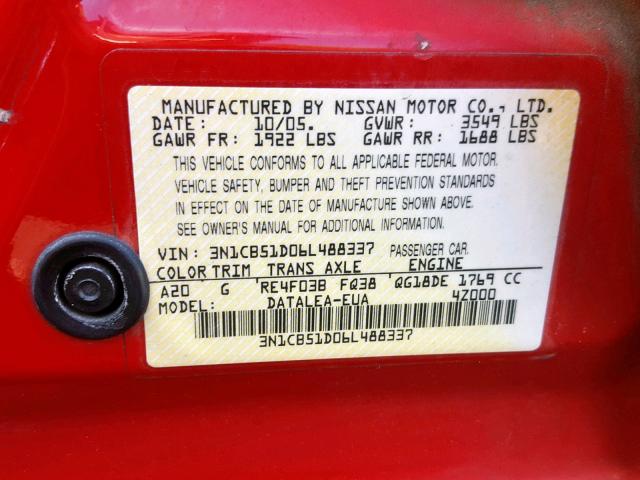 MANUFACTURED BY NISSAN MOTOR CO., LTD.
DATE: 10/05. GVWR: 3549 LBS
GAWR FR: 1922 LBS GAWR RR: 1688 LBS
THIS VEHICLE CONFORMS TO ALL APPLICABLE FEDERAL MOTOR
VEHICLE SAFETY, BUMPER AND THEFT PREVENTION STANDARDS
IN EFFECT ON THE DATE OF MANUFACTURE SHOWN ABOVE.
SEE OWNER'S MANUAL FOR ADDITIONAL INFORMATION.
VIN: 3N1CB51D06L488337 PASSENGER CAR.
COLOR TRIM TRANS AXLE ENGINE
A20 G RE4F03B FQ38 QG18DE 1769 CC
MODEL: DATALEA-EUA 4Z000
3N1CB51D06L488337